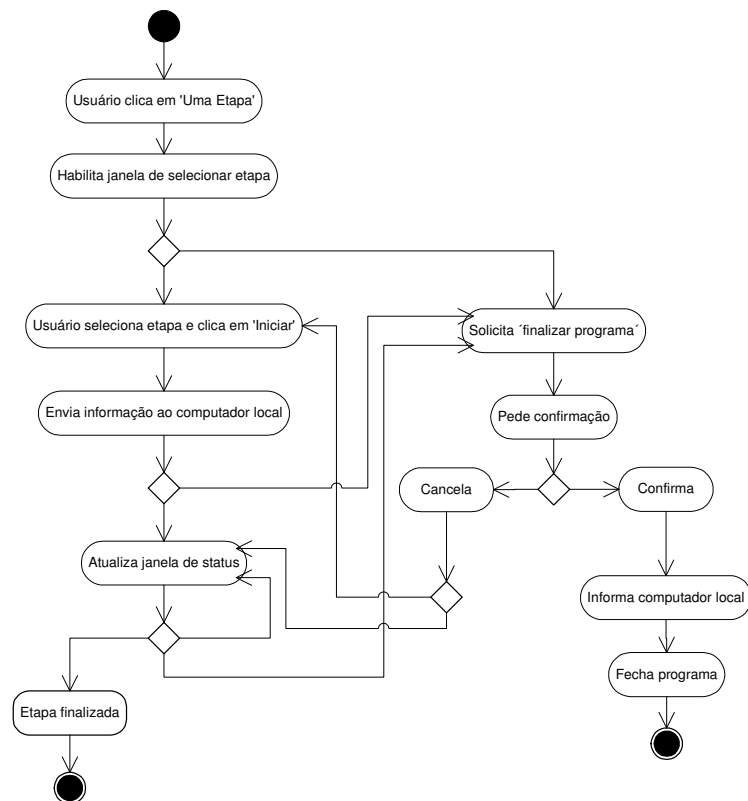 Usuário clica em 'Uma Etapa'
Habilita janela de selecionar etapa
Usuário seleciona etapa e clica em 'Iniciar'
Solicita ´finalizar programa´
Envia informação ao computador local
Pede confirmação
Cancela
Confirma
Atualiza janela de status
Informa computador local
Fecha programa
Etapa finalizada